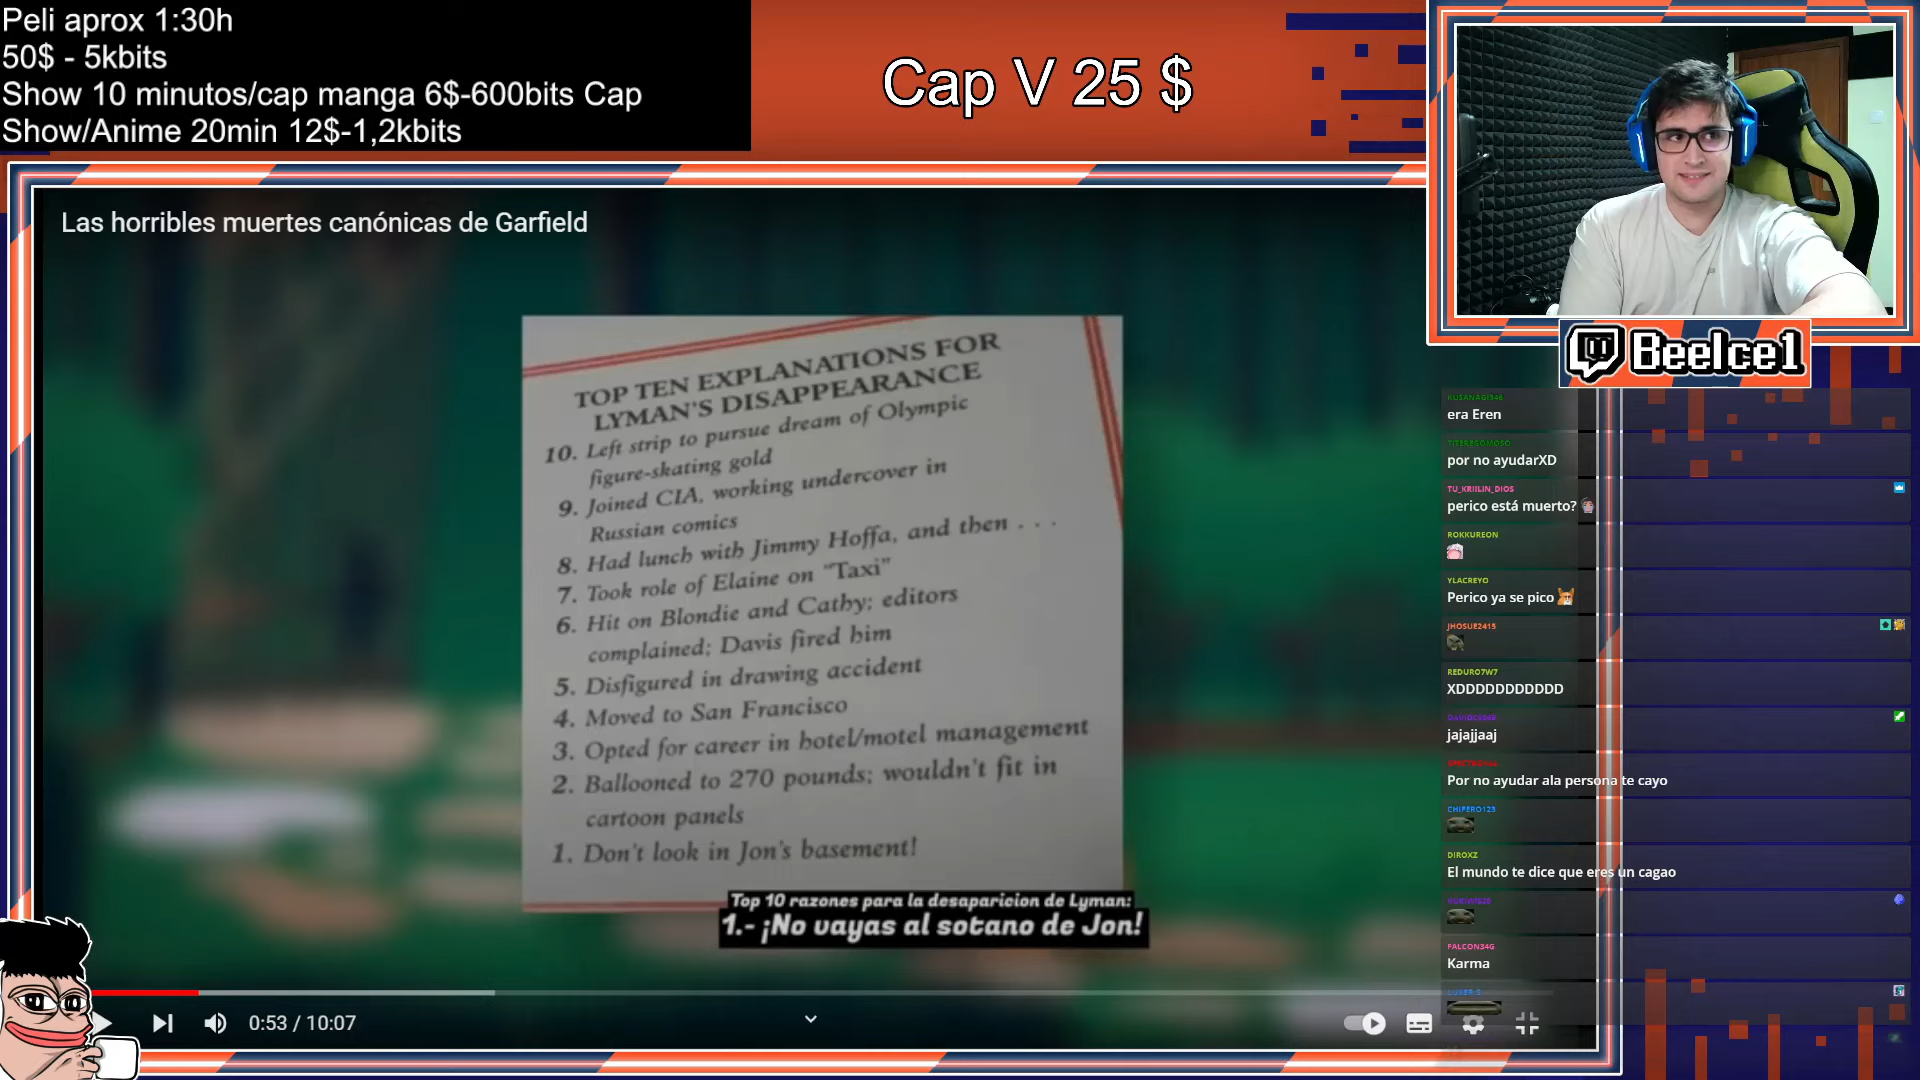 Peli aprox 1:30h
50$ - 5kbits
Show 10 minutos/cap manga 6$-600bits Cap
Show/Anime 20min 12$-1,2kbits
Cap V 25 $
Las horribles muertes canónicas de Garfield
TOP TEN EXPLANATIONS FOR
LYMAN'S DISAPPEARANCE
10. Left strip to pursue dream of Olympic
figure-skating gold
9. Joined CIA, working undercover in
Russian comics
8. Had lunch with Jimmy Hoffa, and then . . .
7. Took role of Elaine on "Taxi"
6. Hit on Blondie and Cathy; editors
complained; Davis fired him
5. Disfigured in drawing accident
4. Moved to San Francisco
3. Opted for career in hotel/motel management
2. Ballooned to 270 pounds; wouldn't fit in
cartoon panels
1. Don't look in Jon's basement!
Top 10 razones para la desaparicion de Lyman:
1.- ¡No vayas al sotano de Jon!
0:53 / 10:07
Beelce1
era Eren
TITERESOMOSO
por no ayudarXD
TU_KRIILIN_DIOS
perico está muerto?
ROKKUREON
YLACREYO
Perico ya se pico
JHOSUE2415
REDURO7W7
XDDDDDDDDDDD
jajajjaaj
Por no ayudar ala persona te cayo
CHIFERO123
DIROXZ
El mundo te dice que eres un cagao
FALCON34G
Karma